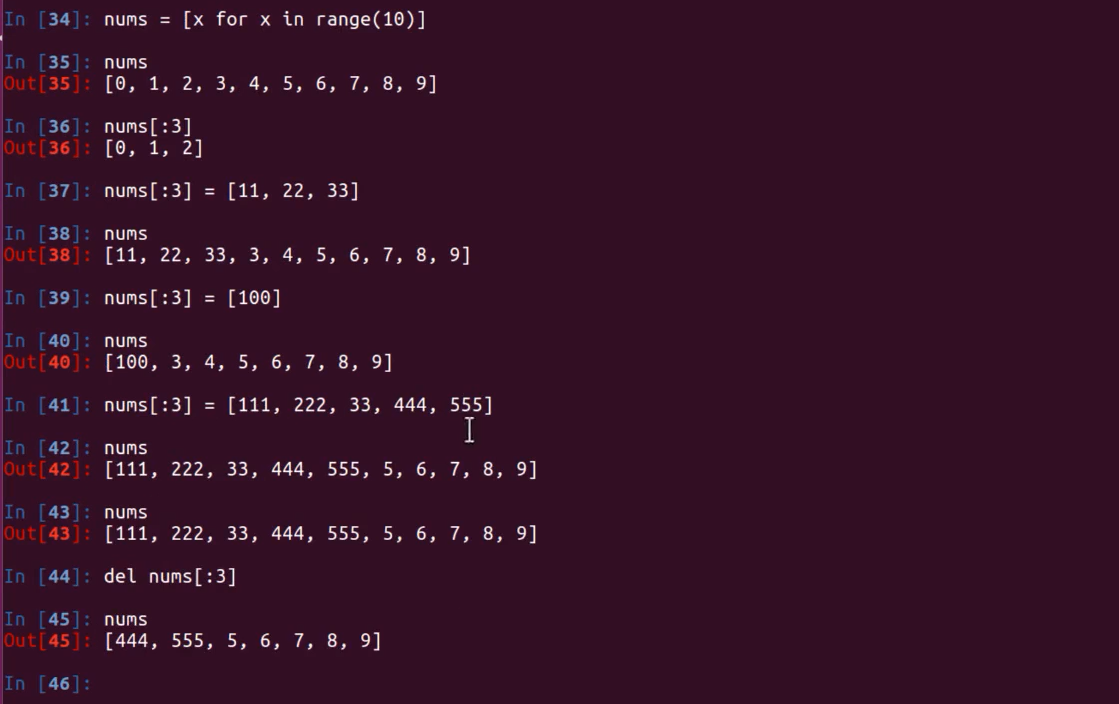 In [34]: nums = [x for x in range(10)]
In [35]: nums
Out[35]: [0, 1, 2, 3, 4, 5, 6, 7, 8, 9]
In [36]: nums[:3]
Out[36]: [0, 1, 2]
In [37]: nums[:3] = [11, 22, 33]
In [38]: nums
Out[38]: [11, 22, 33, 3, 4, 5, 6, 7, 8, 9]
In [39]: nums[:3] = [100]
In [40]: nums
Out[40]: [100, 3, 4, 5, 6, 7, 8, 9]
In [41]: nums[:3] = [111, 222, 33, 444, 555]
In [42]: nums
Out[42]: [111, 222, 33, 444, 555, 5, 6, 7, 8, 9]
In [43]: nums
Out[43]: [111, 222, 33, 444, 555, 5, 6, 7, 8, 9]
In [44]: del nums[:3]
In [45]: nums
Out[45]: [444, 555, 5, 6, 7, 8, 9]
In [46]: